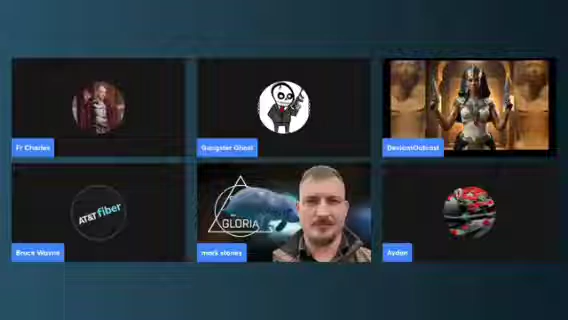 Fr Charles
Gangster Ghost
DeviantOutcast
AT&T fiber
GLORIA
Bruce Wayne
mark stories
Aydan